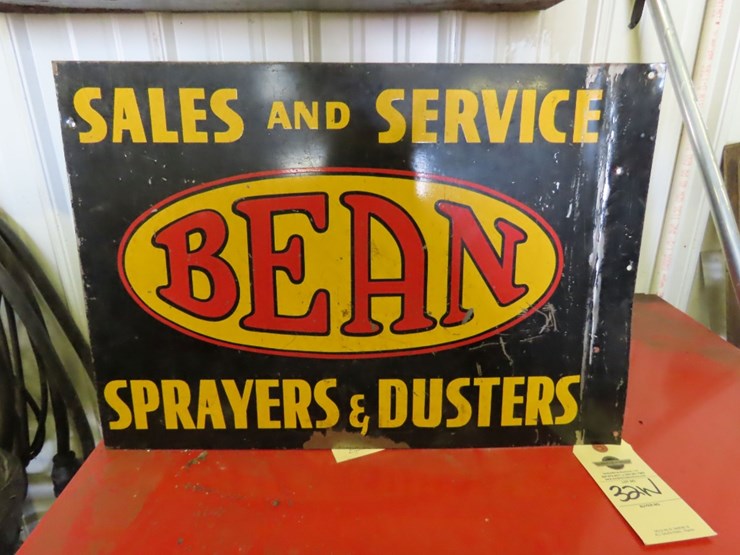 SALES AND SERVICE
BEAN
SPRAYERS & DUSTERS